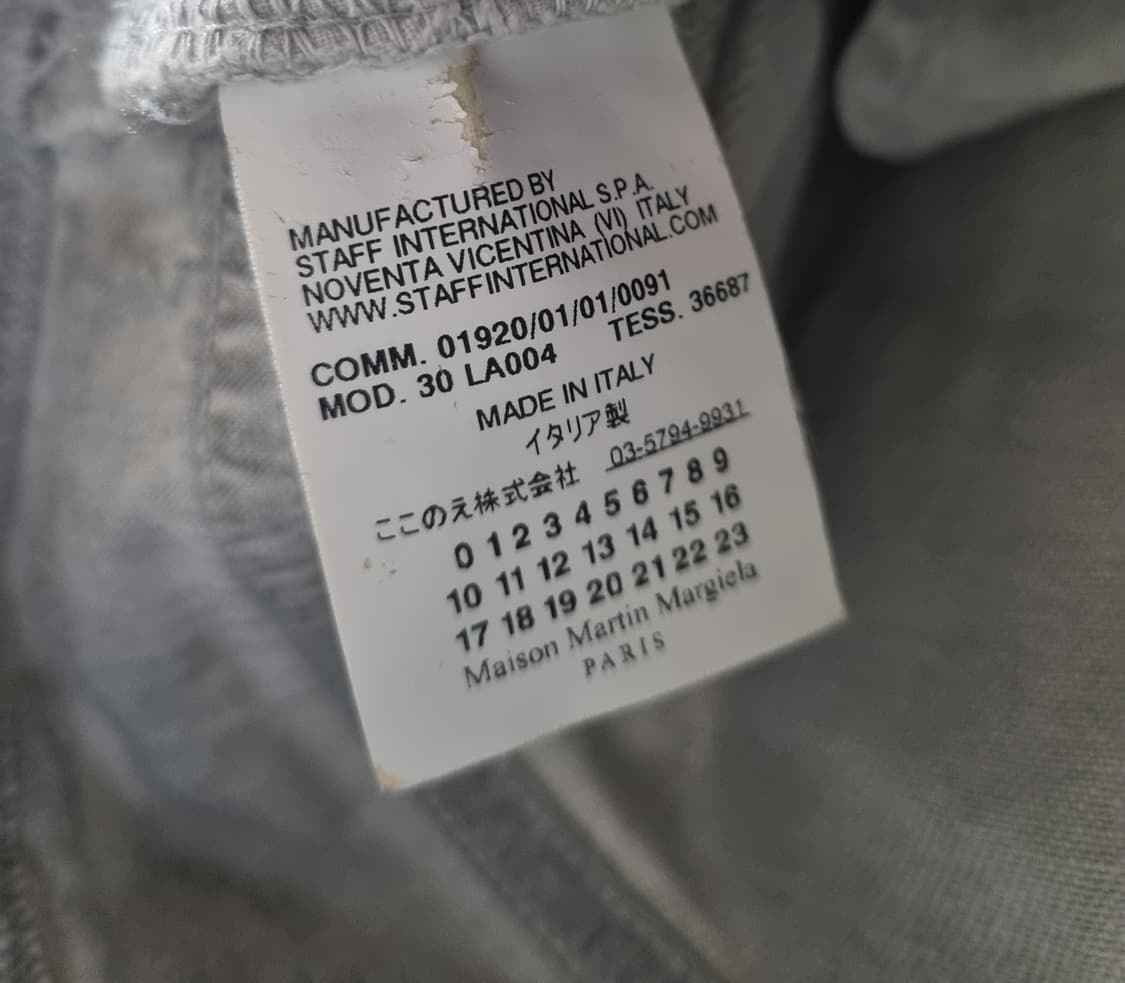 MANUFACTURED BY
STAFF INTERNATIONAL S.P.A.
NOVENTA VICENTINA (VI) ITALY
WWW.STAFFINTERNATIONAL.COM
COMM. 01920/01/01/0091
MOD. 30 LA004 TESS. 36687
MADE IN ITALY
イタリア製
ここのえ株式会社 03-5794-9931
0 1 2 3 4 5 6 7 8 9
10 11 12 13 14 15 16
17 18 19 20 21 22 23
Maison Martin Margiela
PARIS